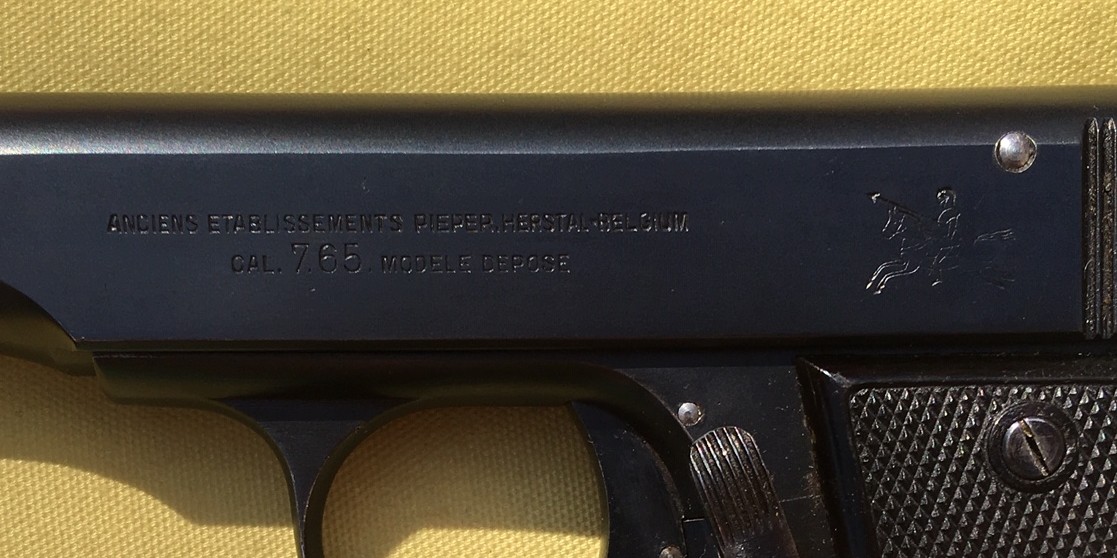 ANCIENS ETABLISSEMENTS PIEPER. HERSTAL-BELGIUM
CAL. 7.65. MODELE DEPOSE